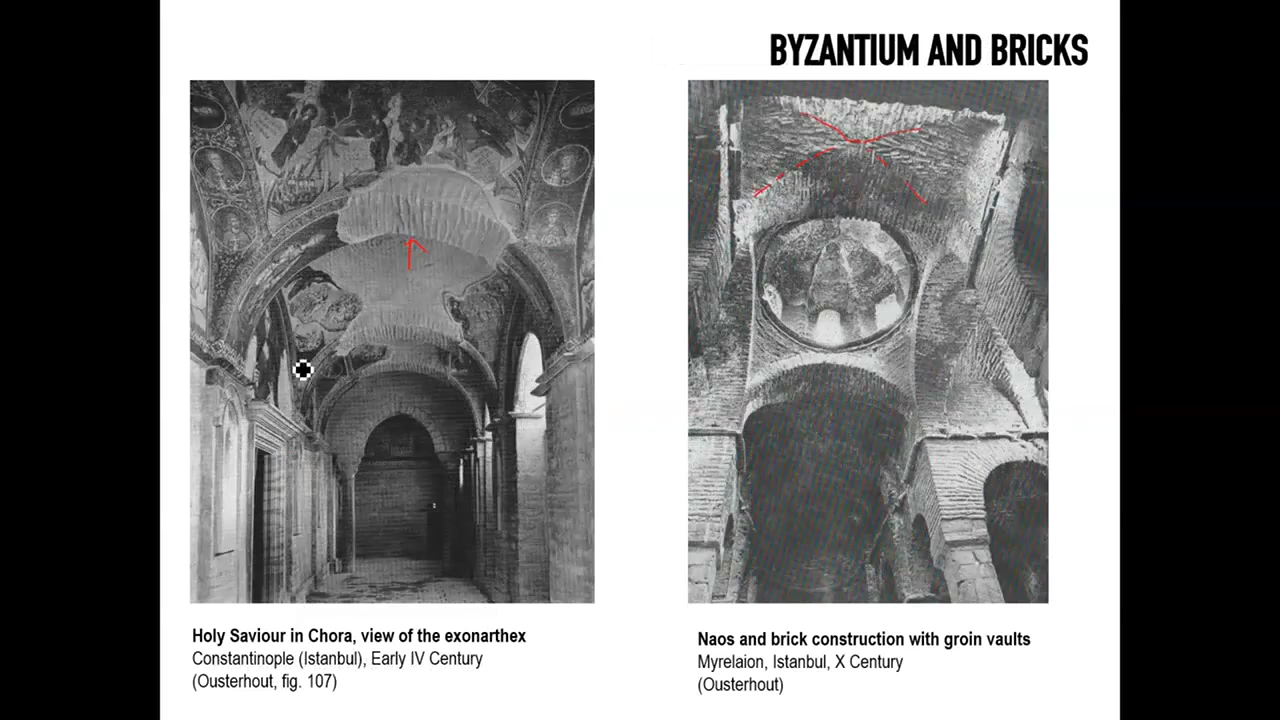 BYZANTIUM AND BRICKS
Holy Saviour in Chora, view of the exonarthex
Constantinople (Istanbul), Early IV Century
(Ousterhout, fig. 107)
Naos and brick construction with groin vaults
Myrelaion, Istanbul, X Century
(Ousterhout)